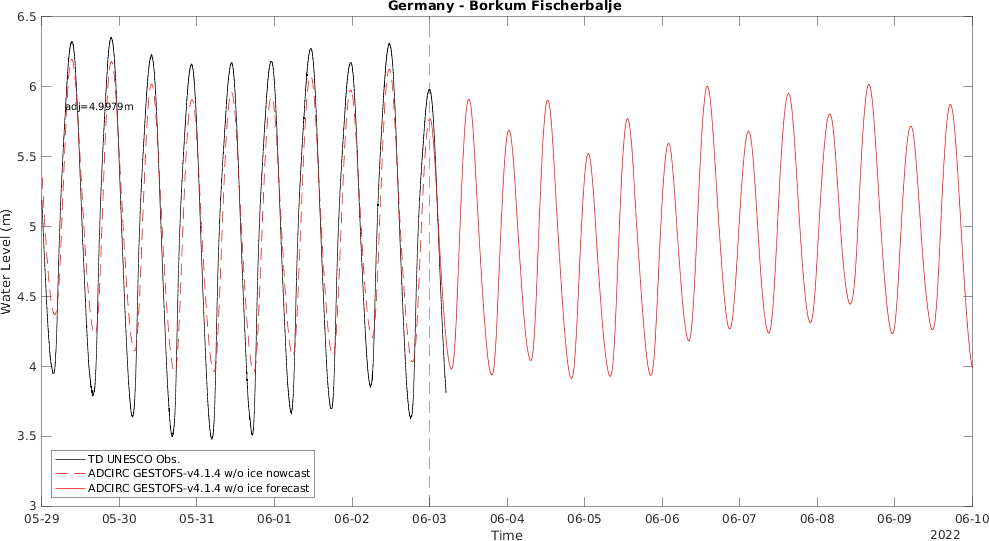 Germany - Borkum Fischerbalje
6.5
6
5.5
5
4.5
4
3.5
3
Water Level (m)
adj=4.9979m
TD UNESCO Obs.
ADCIRC GESTOFS-v4.1.4 w/o ice nowcast
ADCIRC GESTOFS-v4.1.4 w/o ice forecast
05-29 05-30 05-31 06-01 06-02 06-03 06-04 06-05 06-06 06-07 06-08 06-09 06-10
Time
2022